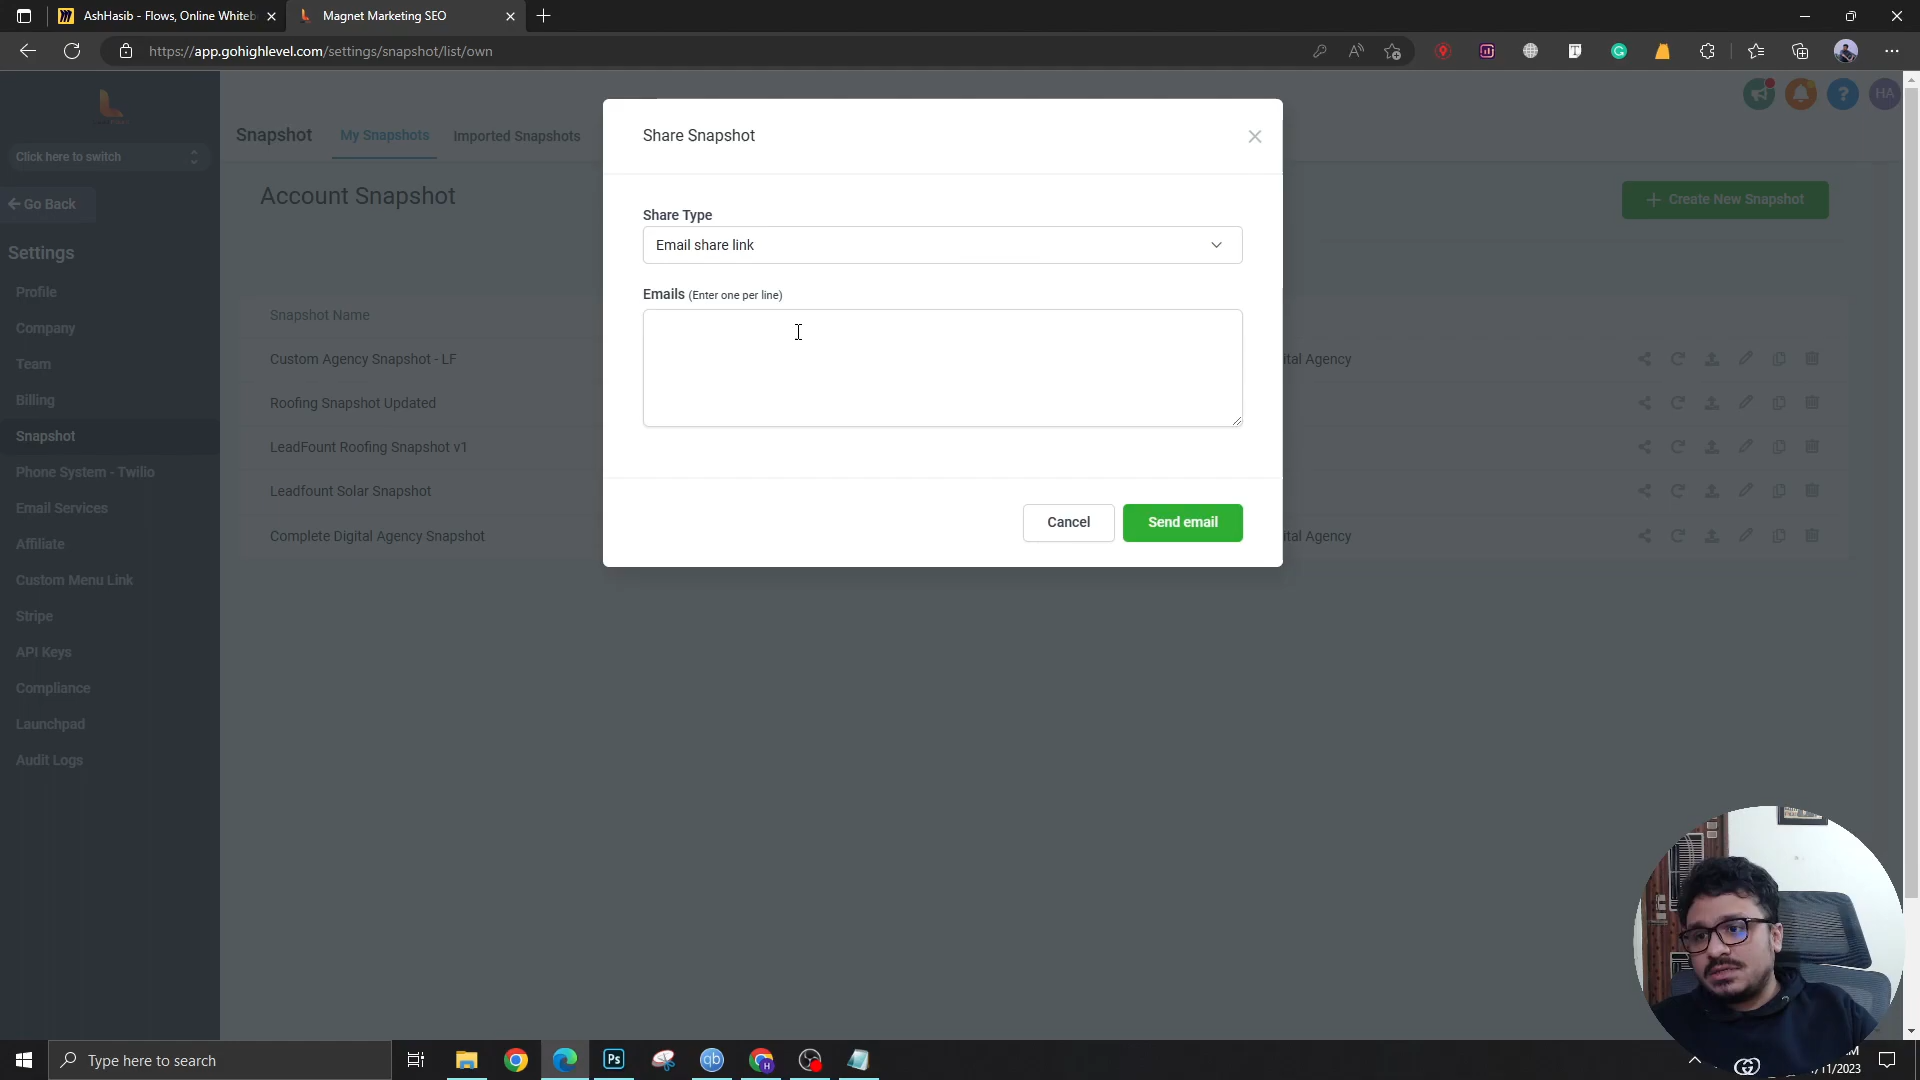 AshHasib - Flows, Online Whiteb
Magnet Marketing SEO
https://app.gohighlevel.com/settings/snapshot/list/own
HA
Click here to switch
Go Back
Settings
Profile
Company
Team
Billing
Snapshot
Phone System - Twilio
Email Services
Affiliate
Custom Menu Link
Stripe
API Keys
Compliance
Launchpad
Audit Logs
Snapshot
My Snapshots
Imported Snapshots
Account Snapshot
+ Create New Snapshot
Snapshot Name
Custom Agency Snapshot - LF
ital Agency
Roofing Snapshot Updated
LeadFount Roofing Snapshot v1
Leadfount Solar Snapshot
Complete Digital Agency Snapshot
ital Agency
Share Snapshot
Share Type
Email share link
Emails (Enter one per line)
Cancel
Send email
Type here to search
Ps
qb
H
M
/11/2023